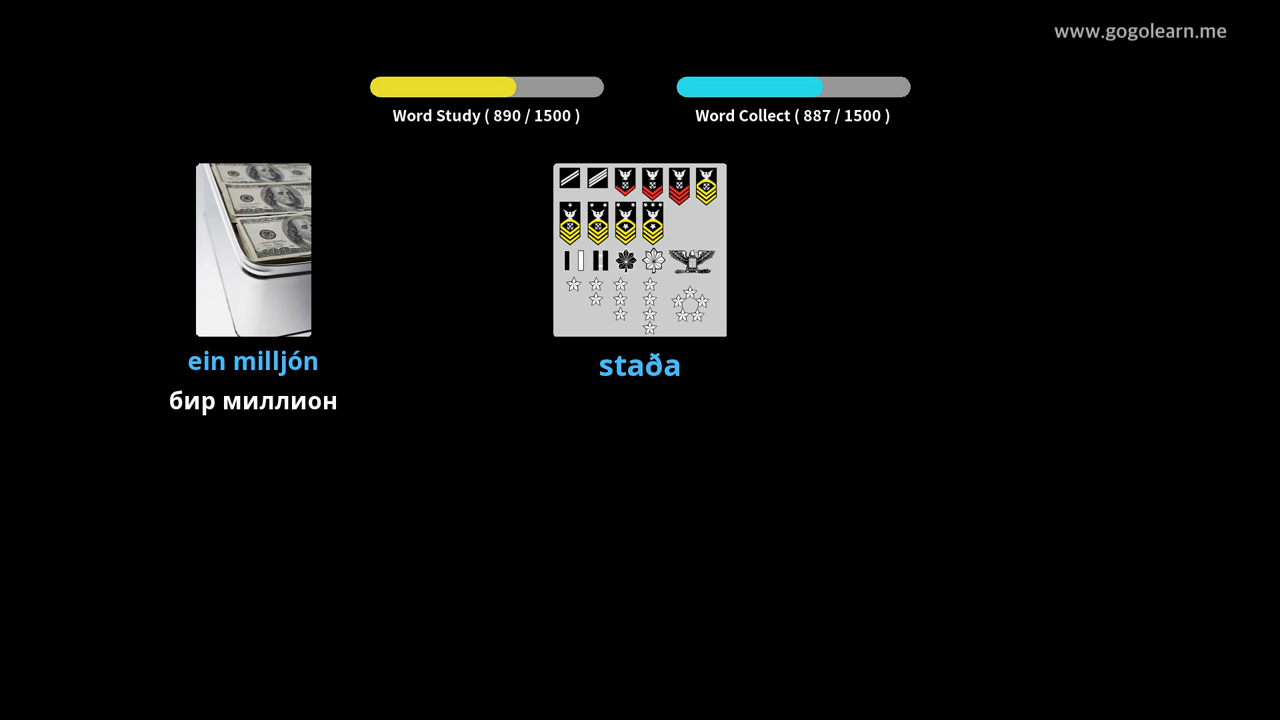 www.gogolearn.me
Word Study ( 890 / 1500 )
Word Collect ( 887 / 1500 )
ein milljón
бир миллион
staða